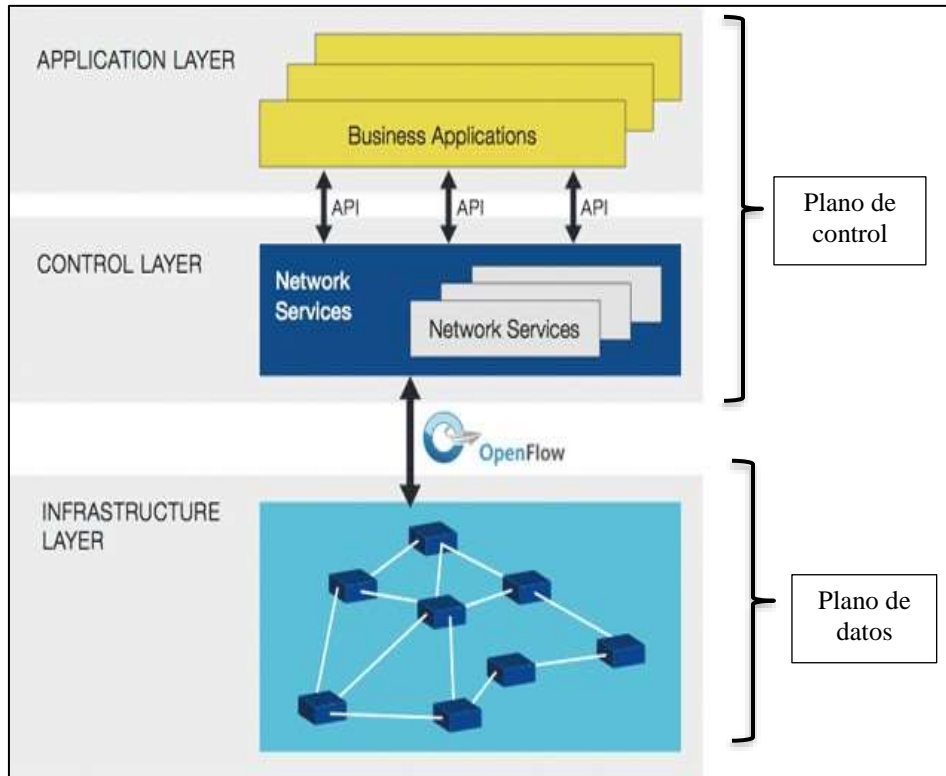 APPLICATION LAYER
Business Applications
API
API
API
CONTROL LAYER
Network
Services
Network Services
OpenFlow
INFRASTRUCTURE
LAYER
Plano de
control
Plano de
datos